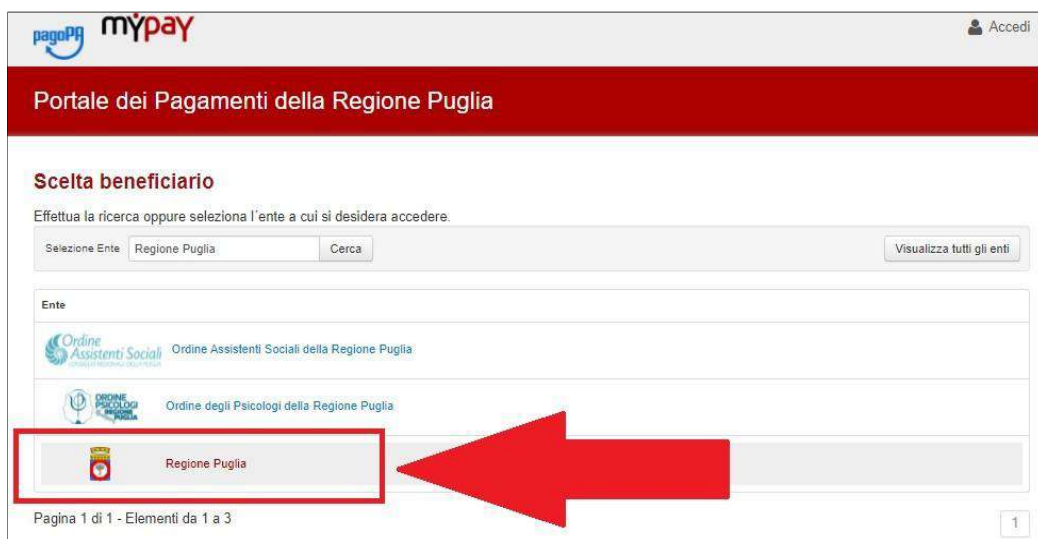 pagoPA mypay
Accedi
Portale dei Pagamenti della Regione Puglia
Scelta beneficiario
Effettua la ricerca oppure seleziona l´ente a cui si desidera accedere.
Selezione Ente Regione Puglia Cerca Visualizza tutti gli enti
Ente
Ordine
Assistenti Sociali
Ordine Assistenti Sociali della Regione Puglia
ORDINE
PSICOLOGI
REGIONE
PUGLIA
Ordine degli Psicologi della Regione Puglia
Regione Puglia
Pagina 1 di 1 - Elementi da 1 a 3
1